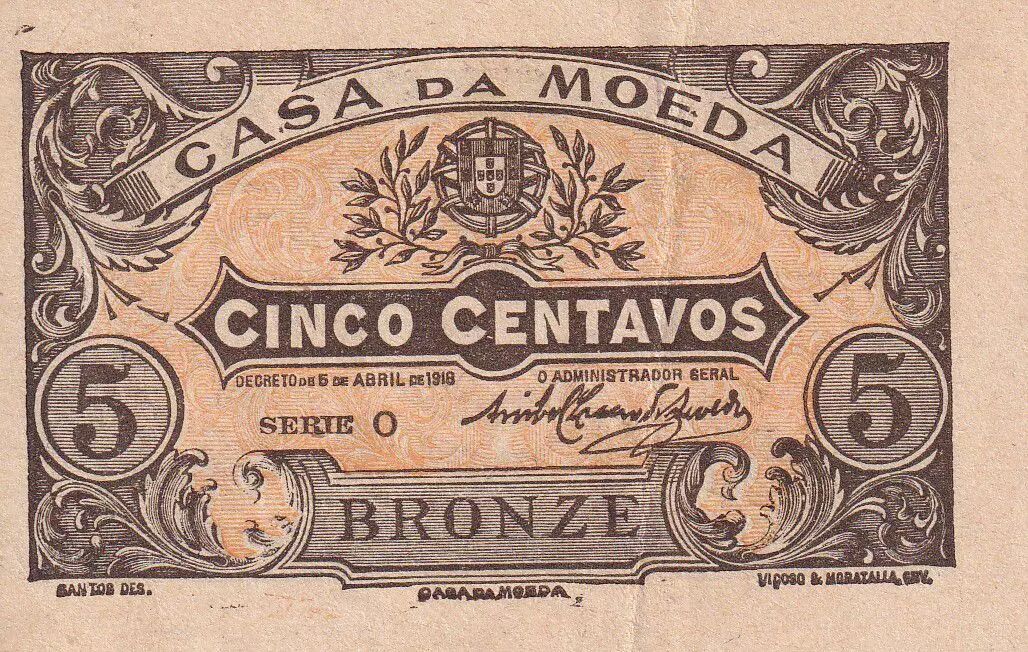 CASA DA MOEDA
CINCO CENTAVOS
DECRETO DE 5 DE ABRIL DE 1918
O ADMINISTRADOR GERAL
SERIE O
5
5
BRONZE
SANTOS DES.
CASA DA MOEDA
VIÇOSO & MORATALLA, GRV.